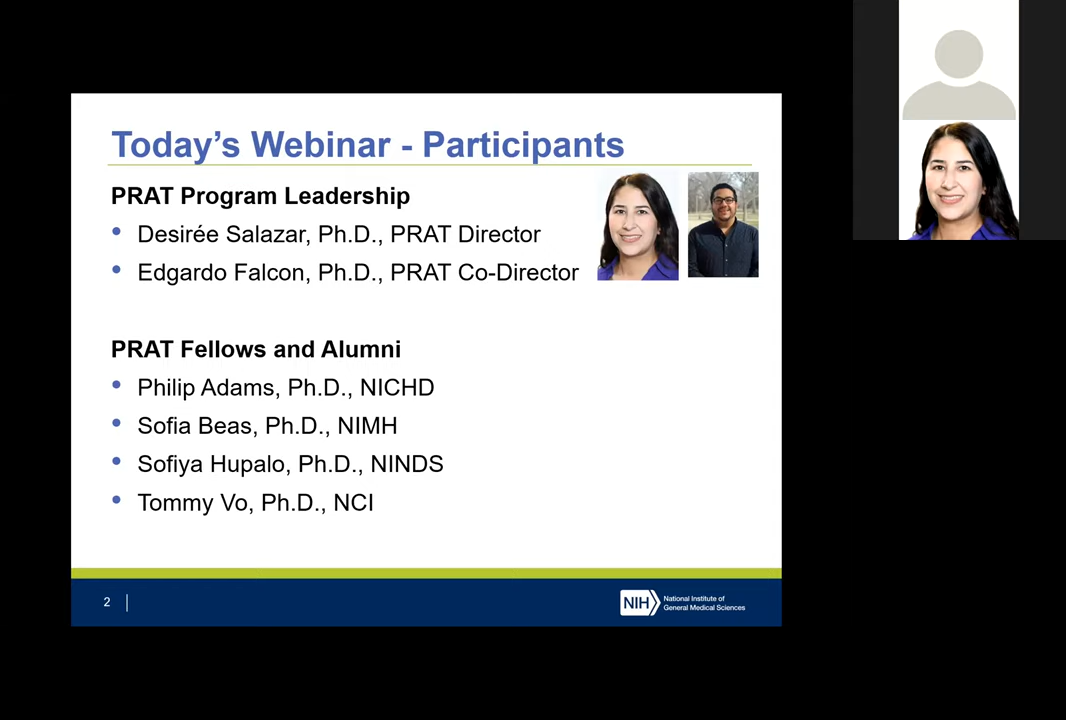 Today's Webinar - Participants
PRAT Program Leadership
• Desirée Salazar, Ph.D., PRAT Director
• Edgardo Falcon, Ph.D., PRAT Co-Director
PRAT Fellows and Alumni
• Philip Adams, Ph.D., NICHD
• Sofia Beas, Ph.D., NIMH
• Sofiya Hupalo, Ph.D., NINDS
• Tommy Vo, Ph.D., NCI
2
NIH
National Institute of
General Medical Sciences